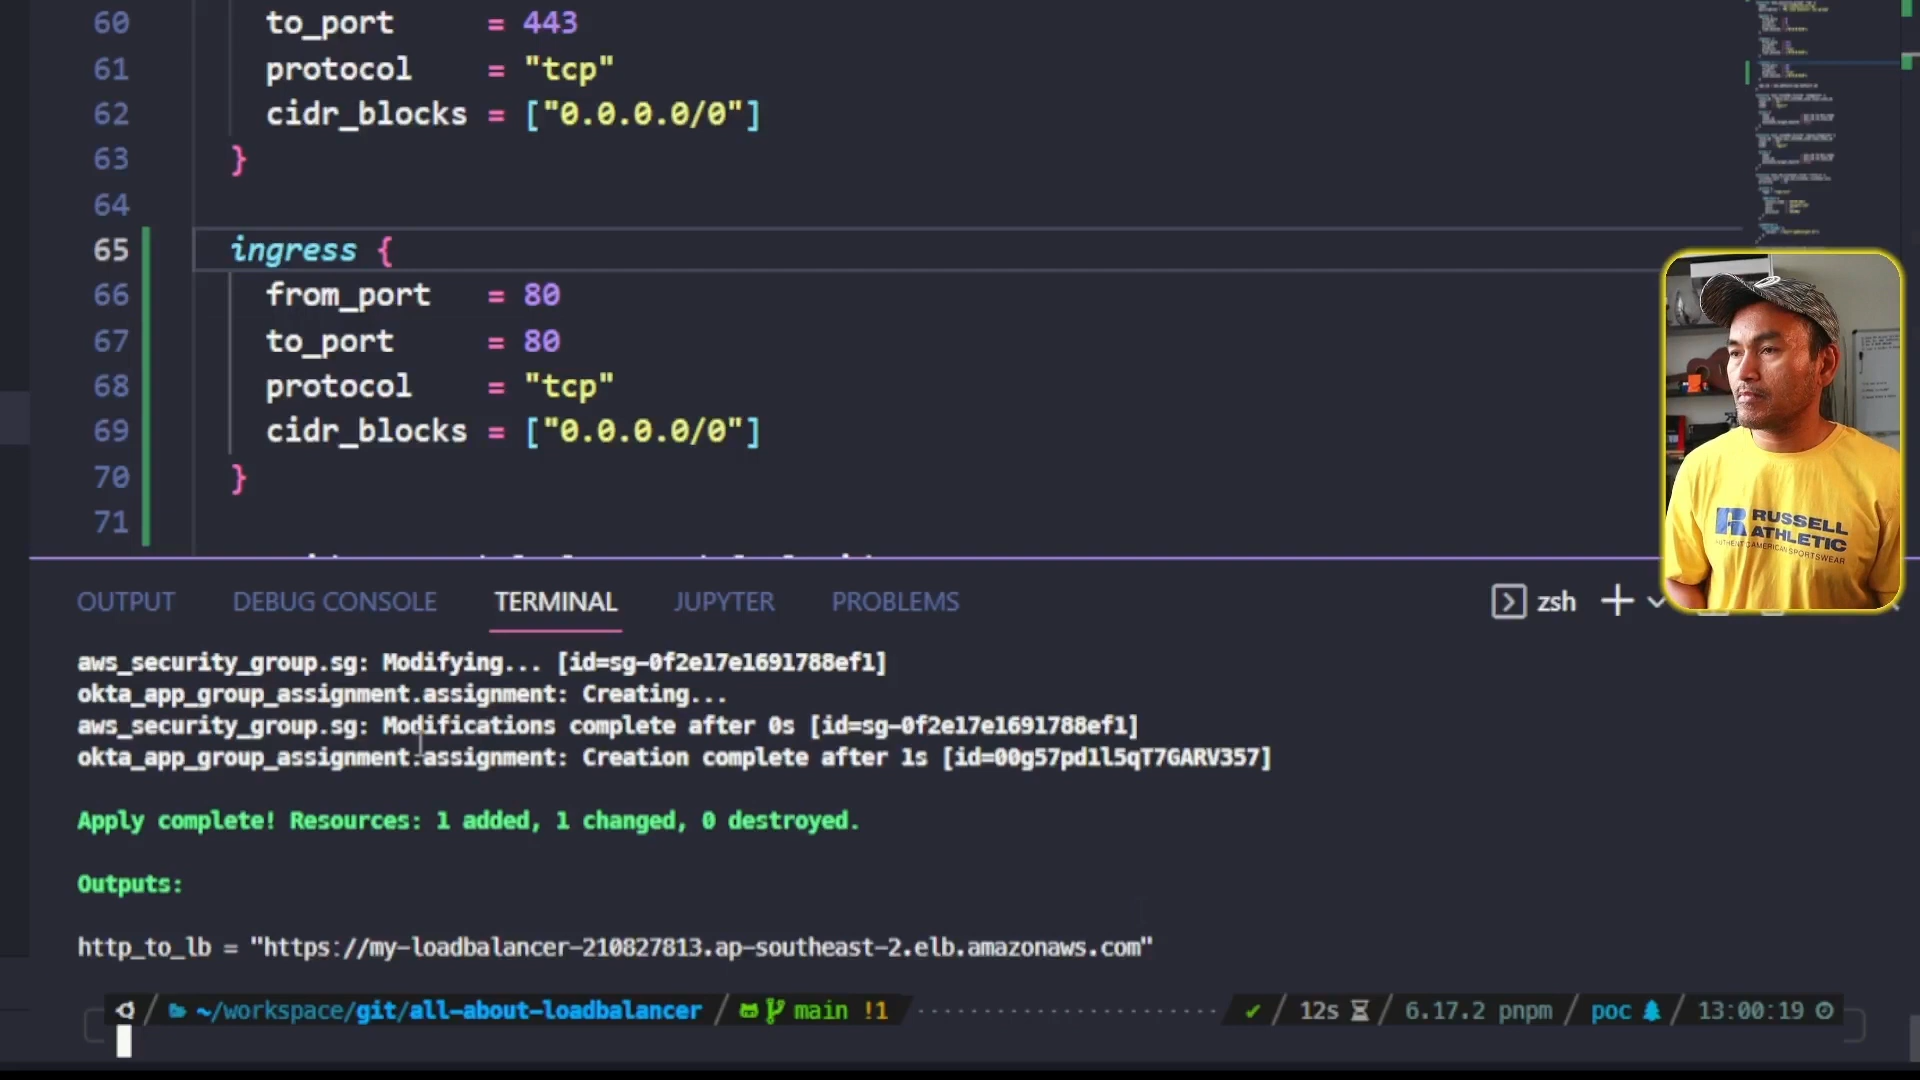 60 to_port = 443
61 protocol = "tcp"
62 cidr_blocks = ["0.0.0.0/0"]
63 }
64
65 ingress {
66 from_port = 80
67 to_port = 80
68 protocol = "tcp"
69 cidr_blocks = ["0.0.0.0/0"]
70 }
71
RUSSELL
ATHLETIC
AUTHENTIC AMERICAN SPORTSWEAR
OUTPUT DEBUG CONSOLE TERMINAL JUPYTER PROBLEMS zsh
aws_security_group.sg: Modifying... [id=sg-0f2e17e1691788ef1]
okta_app_group_assignment.assignment: Creating...
aws_security_group.sg: Modifications complete after 0s [id=sg-0f2e17e1691788ef1]
okta_app_group_assignment.assignment: Creation complete after 1s [id=00g57pd1l5qT7GARV357]
Apply complete! Resources: 1 added, 1 changed, 0 destroyed.
Outputs:
http_to_lb = "https://my-loadbalancer-210827813.ap-southeast-2.elb.amazonaws.com"
~/workspace/git/all-about-loadbalancer / main !1 ✔ / 12s / 6.17.2 pnpm / poc / 13:00:19